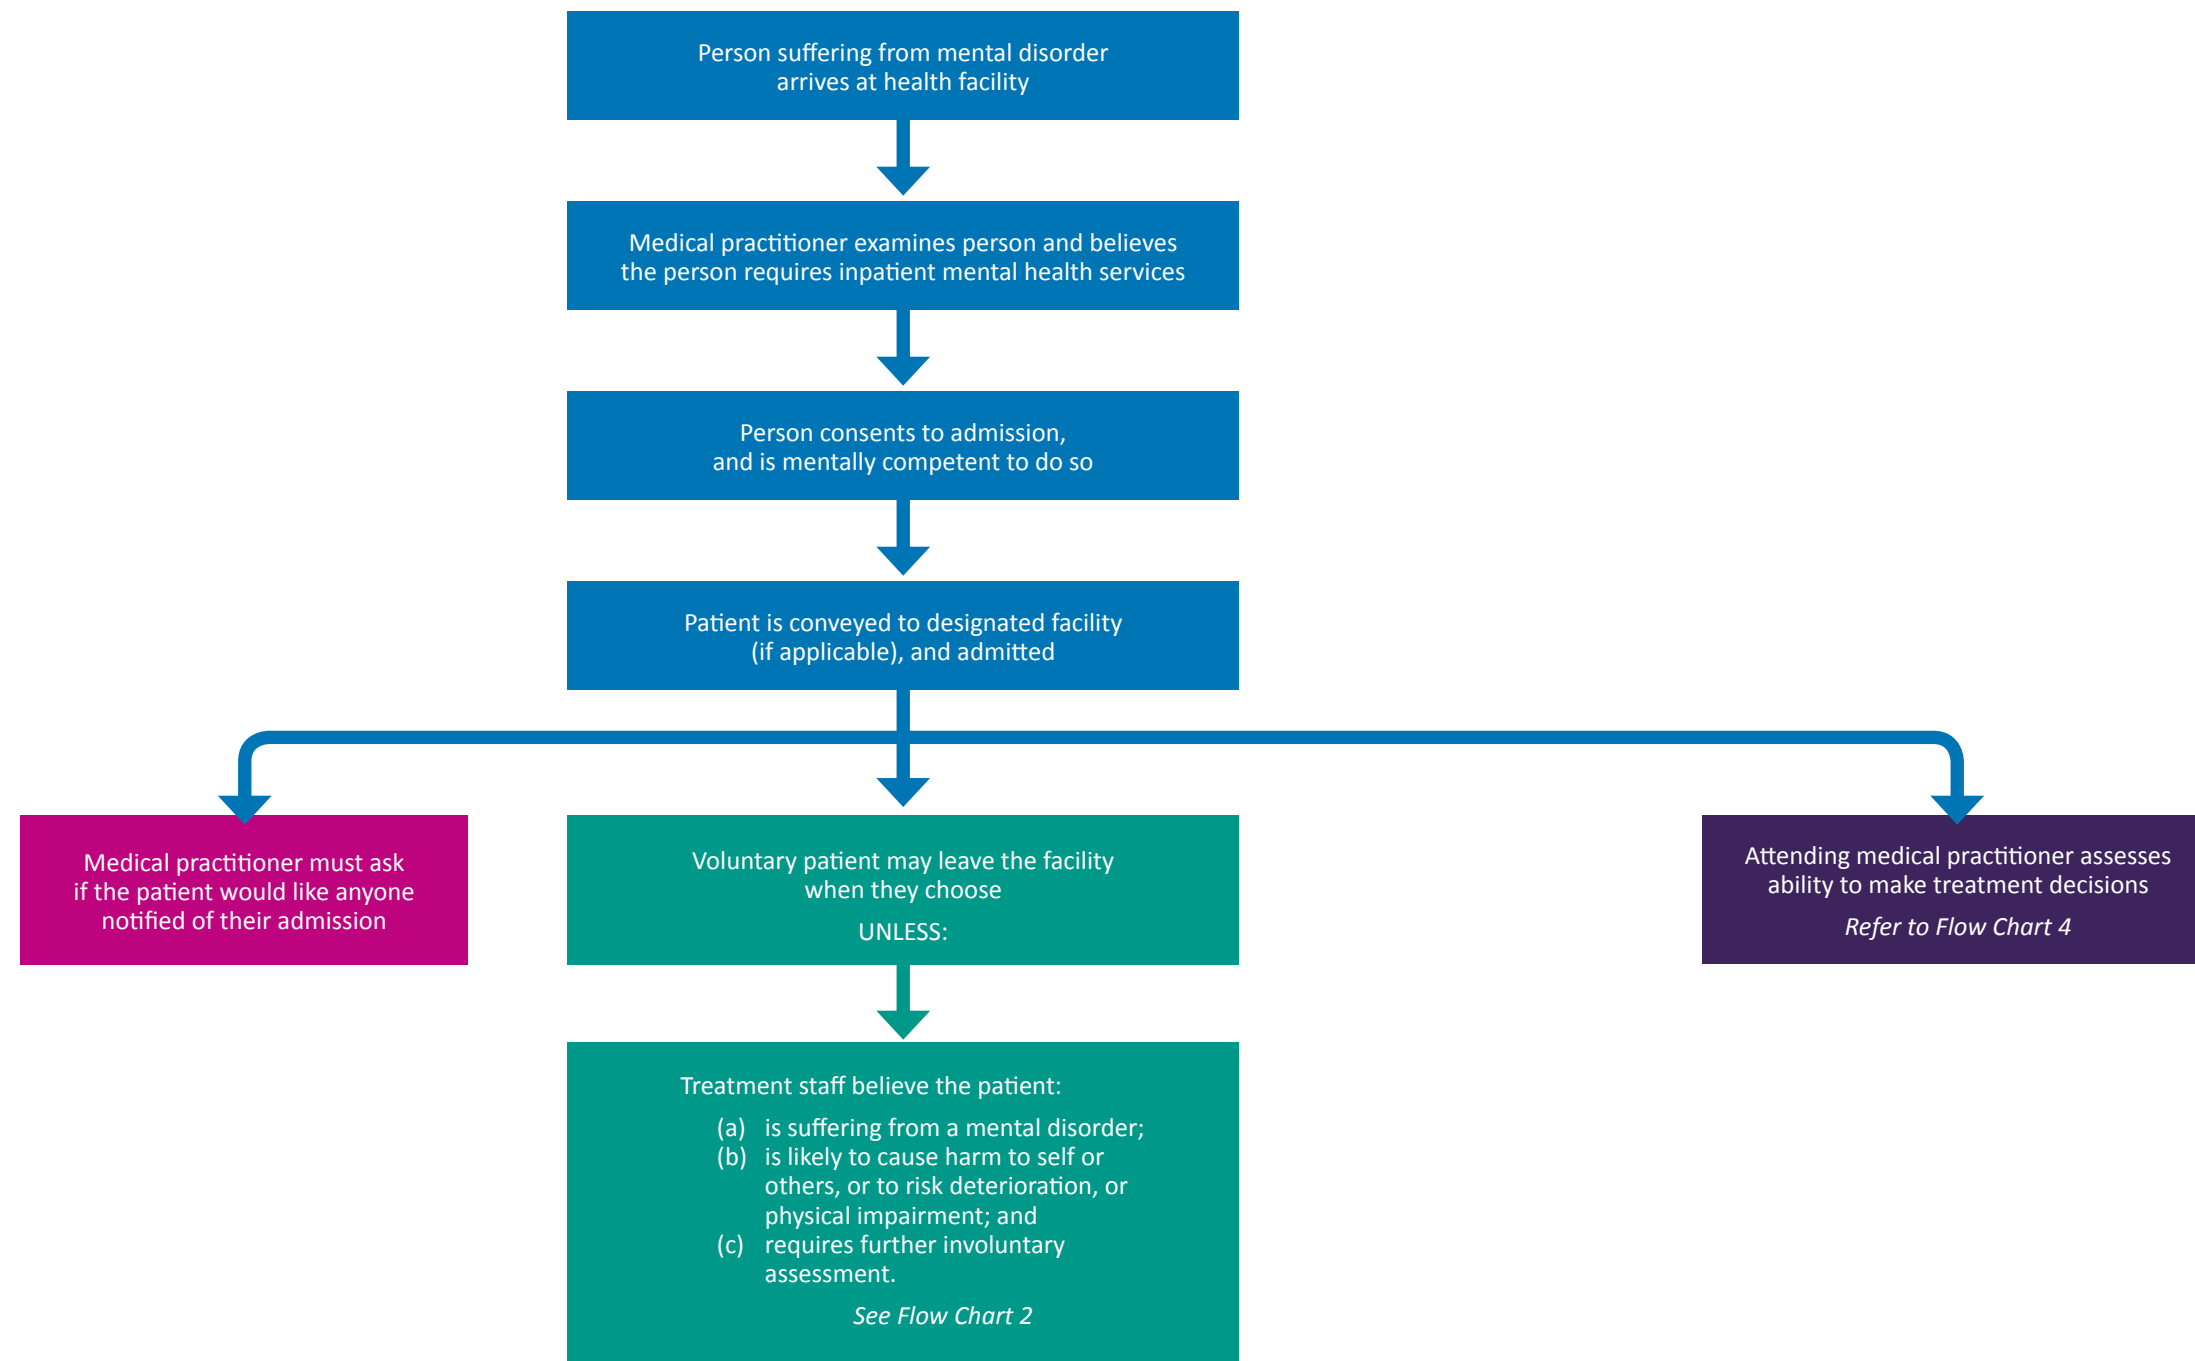 Person suffering from mental disorder
arrives at health facility
Medical practitioner examines person and believes
the person requires inpatient mental health services
Person consents to admission,
and is mentally competent to do so
Patient is conveyed to designated facility
(if applicable), and admitted
Medical practitioner must ask
if the patient would like anyone
notified of their admission
Voluntary patient may leave the facility
when they choose
UNLESS:
Attending medical practitioner assesses
ability to make treatment decisions
Refer to Flow Chart 4
Treatment staff believe the patient:
(a) is suffering from a mental disorder;
(b) is likely to cause harm to self or
others, or to risk deterioration, or
physical impairment; and
(c) requires further involuntary
assessment.
See Flow Chart 2